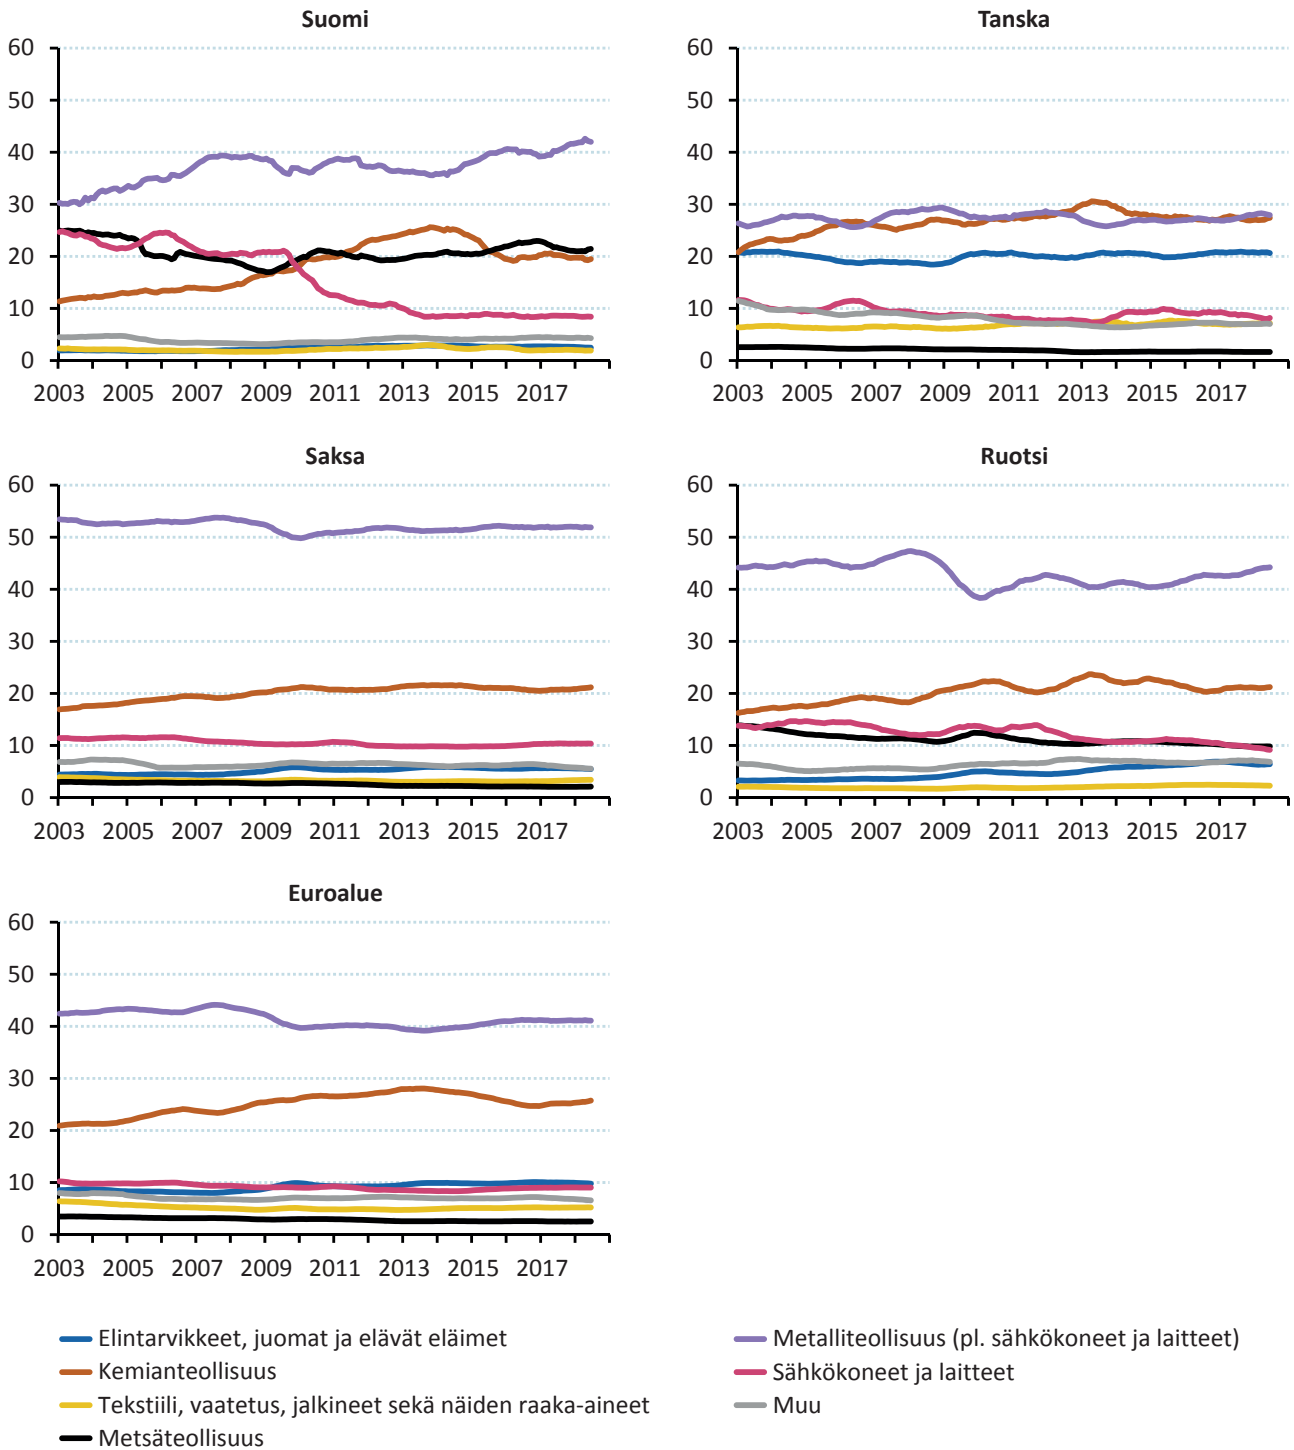 Suomi
60
50
40
30
20
10
0
2003 2005 2007 2009 2011 2013 2015 2017
Tanska
60
50
40
30
20
10
0
2003 2005 2007 2009 2011 2013 2015 2017
Saksa
60
50
40
30
20
10
0
2003 2005 2007 2009 2011 2013 2015 2017
Ruotsi
60
50
40
30
20
10
0
2003 2005 2007 2009 2011 2013 2015 2017
Euroalue
60
50
40
30
20
10
0
2003 2005 2007 2009 2011 2013 2015 2017
Elintarvikkeet, juomat ja elävät eläimet
Kemianteollisuus
Tekstiili, vaatetus, jalkineet sekä näiden raaka-aineet
Metsäteollisuus
Metalliteollisuus (pl. sähkökoneet ja laitteet)
Sähkökoneet ja laitteet
Muu